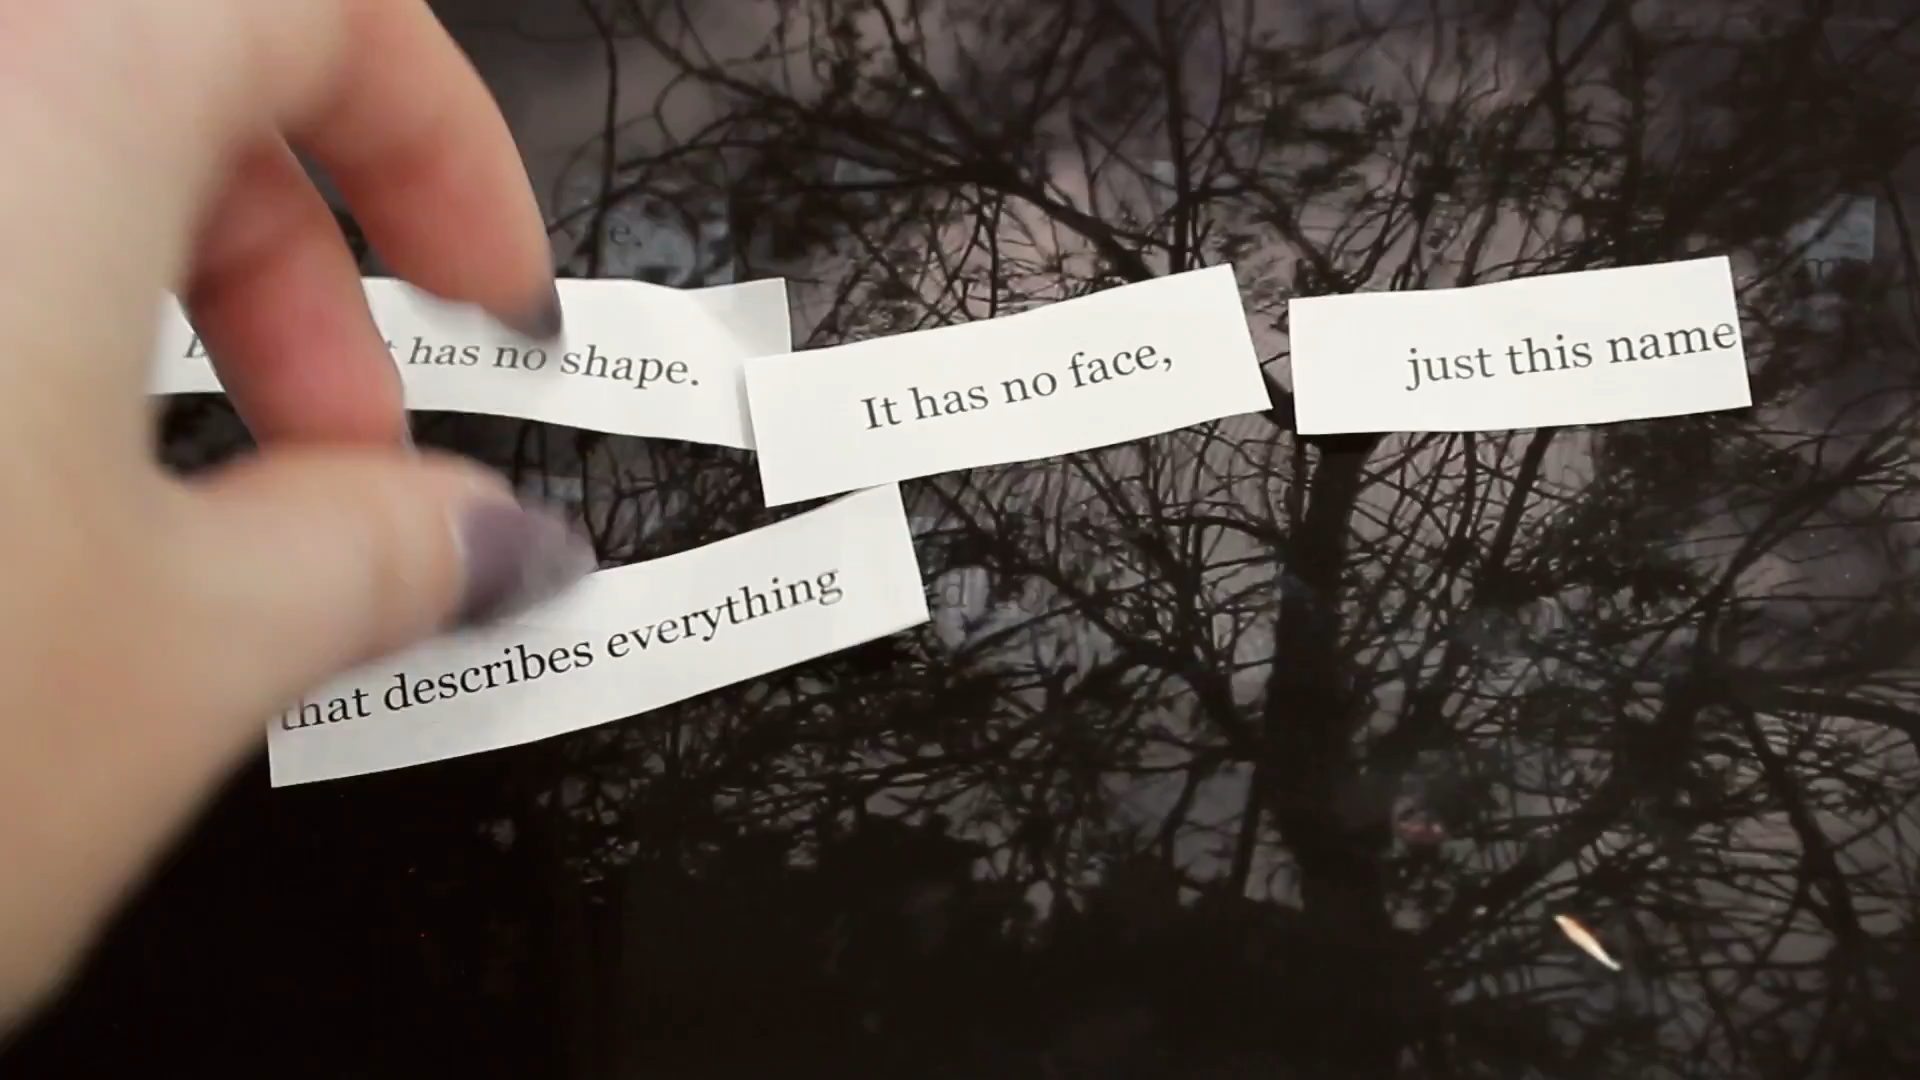 has no shape.
It has no face,
just this name
that describes everything